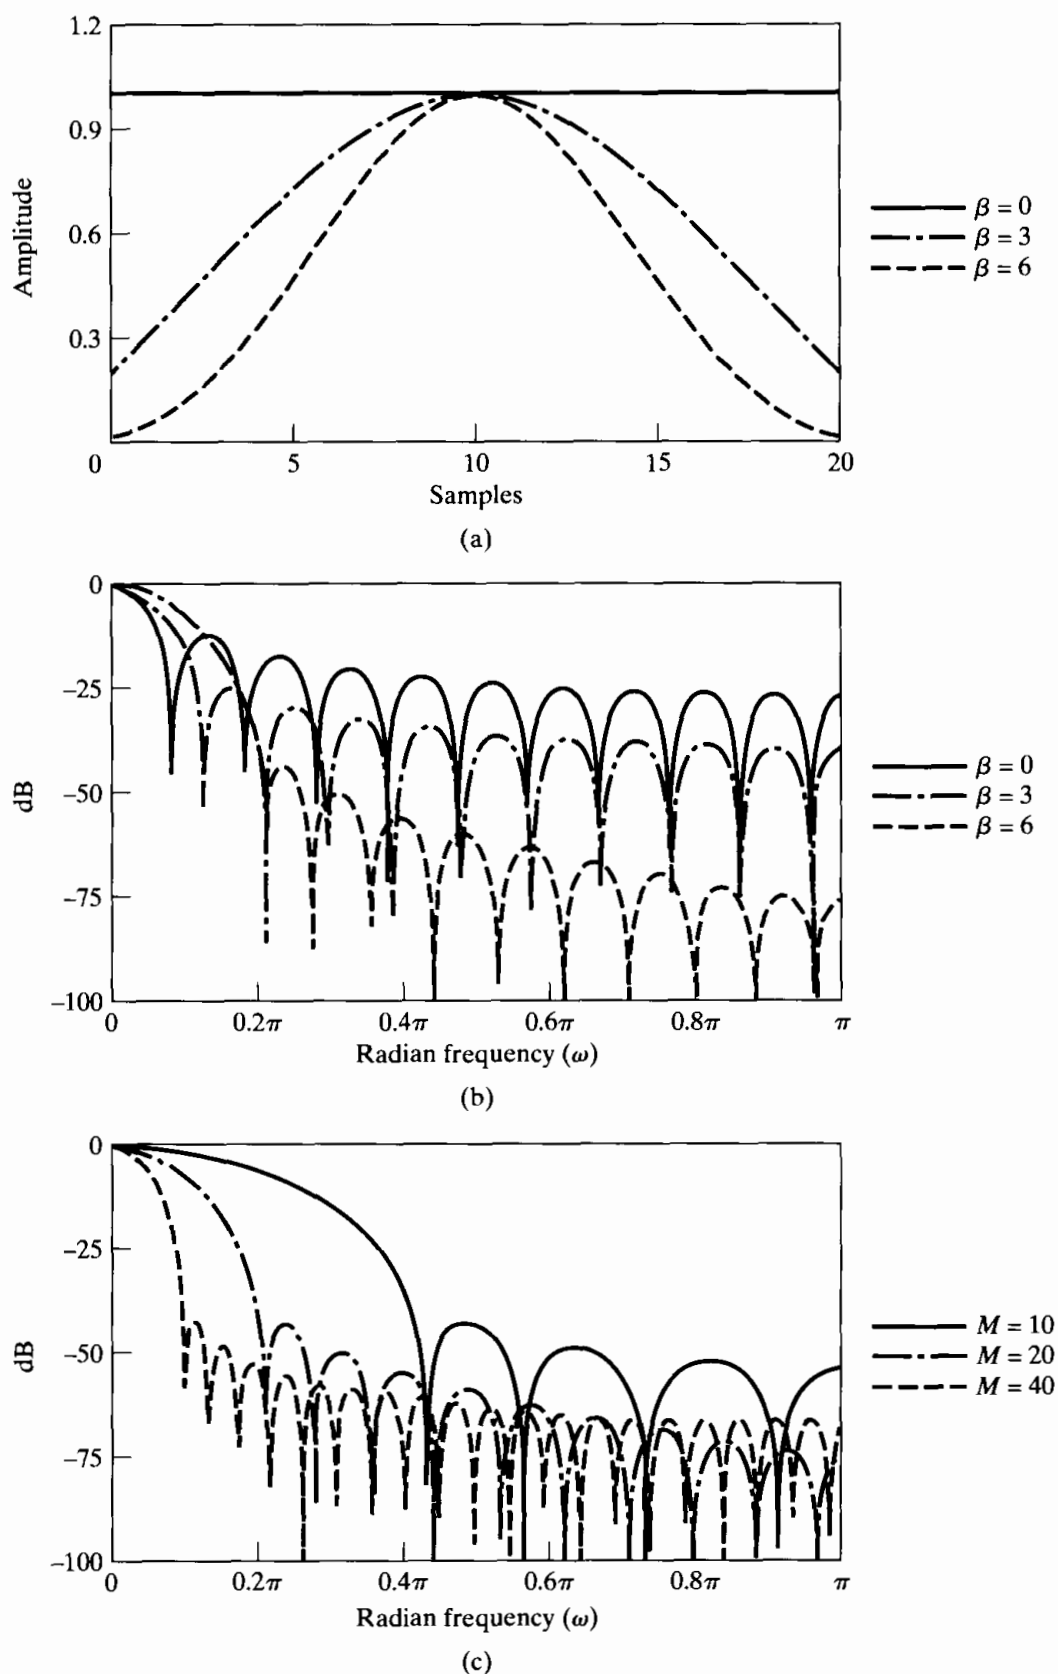 1.2
0.9
0.6
0.3
0
5
10
15
20
Amplitude
Samples
β = 0
β = 3
β = 6
(a)
0
−25
−50
−75
−100
0
0.2π
0.4π
0.6π
0.8π
π
dB
Radian frequency (ω)
β = 0
β = 3
β = 6
(b)
0
−25
−50
−75
−100
0
0.2π
0.4π
0.6π
0.8π
π
dB
Radian frequency (ω)
M = 10
M = 20
M = 40
(c)